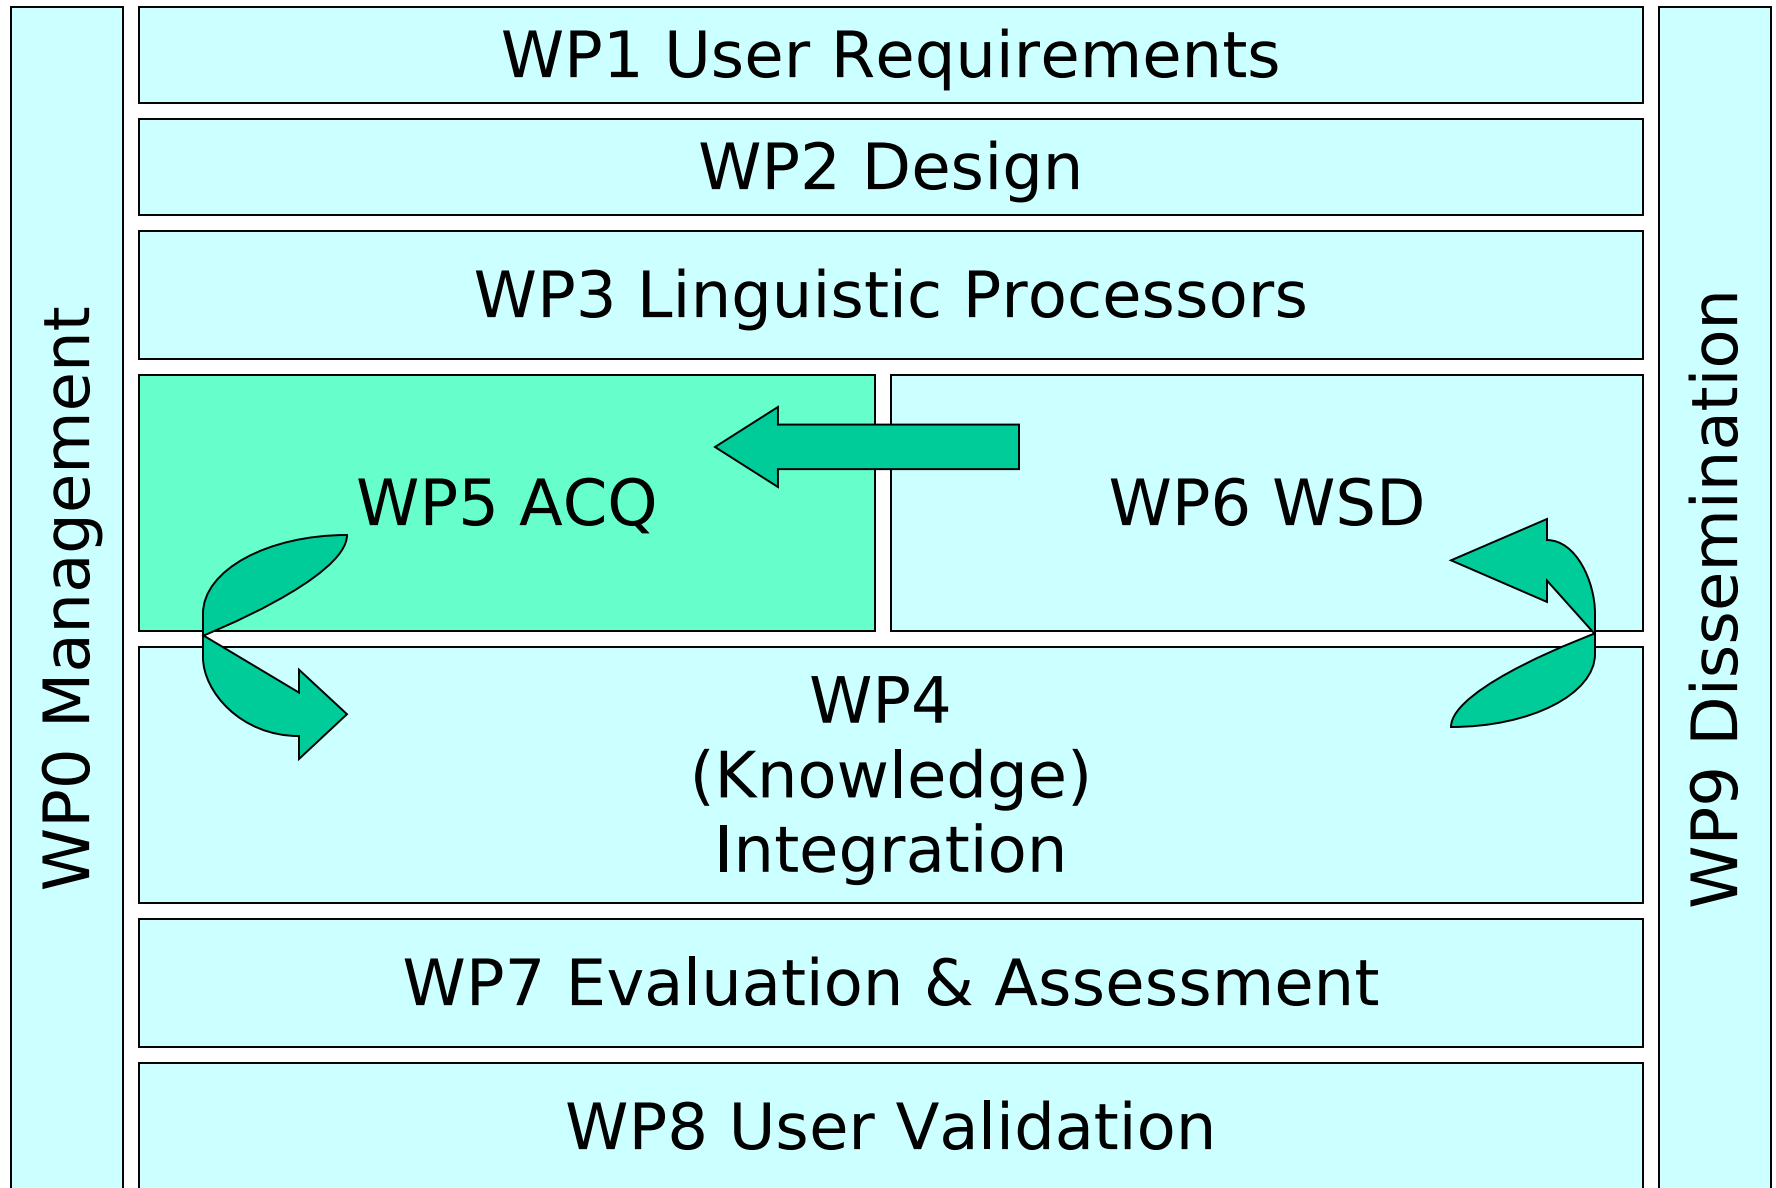 WP0 Management
WP1 User Requirements
WP2 Design
WP3 Linguistic Processors
WP5 ACQ
WP6 WSD
WP4
(Knowledge)
Integration
WP7 Evaluation & Assessment
WP8 User Validation
WP9 Dissemination